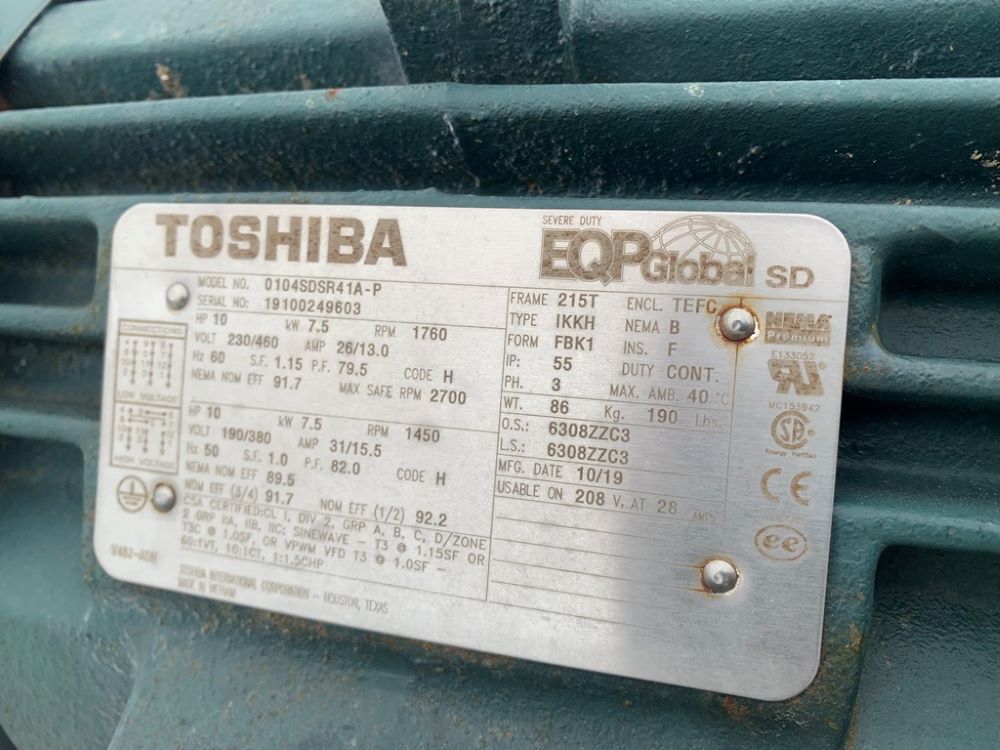 TOSHIBA
SEVERE DUTY
EQP Global SD
MODEL NO. 0104SDSR41A-P
SERIAL NO: 19100249603
HP 10 kW 7.5 RPM 1760
VOLT 230/460 AMP 26/13.0
Hz 60 S.F. 1.15 P.F. 79.5 CODE H
NEMA NOM EFF 91.7 MAX SAFE RPM 2700
HP 10 kW 7.5 RPM 1450
VOLT 190/380 AMP 31/15.5
Hz 50 S.F. 1.0 P.F. 82.0 CODE H
NEMA NOM EFF 89.5
NOM EFF (3/4) 91.7 NOM EFF (1/2) 92.2
CSA CERTIFIED:CL I, DIV 2, GRP A, B, C, D/ZONE
2 GRP IIA, IIB, IIC; SINEWAVE - T3 @ 1.15SF OR
T3C @ 1.0SF, OR VPWM VFD T3 @ 1.0SF -
60:1VT, 10:1CT, 1:1.5CHP
TOSHIBA INTERNATIONAL CORPORATION - HOUSTON, TEXAS
MADE IN VIETNAM
CONNECTIONS
LOW VOLTAGE
HIGH VOLTAGE
FRAME 215T ENCL. TEFC
TYPE IKKH NEMA B
FORM FBK1 INS. F
IP: 55 DUTY CONT.
PH. 3 MAX. AMB. 40 °C
WT. 86 Kg. 190 Lbs.
O.S.: 6308ZZC3
L.S.: 6308ZZC3
MFG. DATE 10/19
USABLE ON 208 V, AT 28 AMPS
NEMA
Premium
E133052
MC153942
Energy Verified
CE
ee